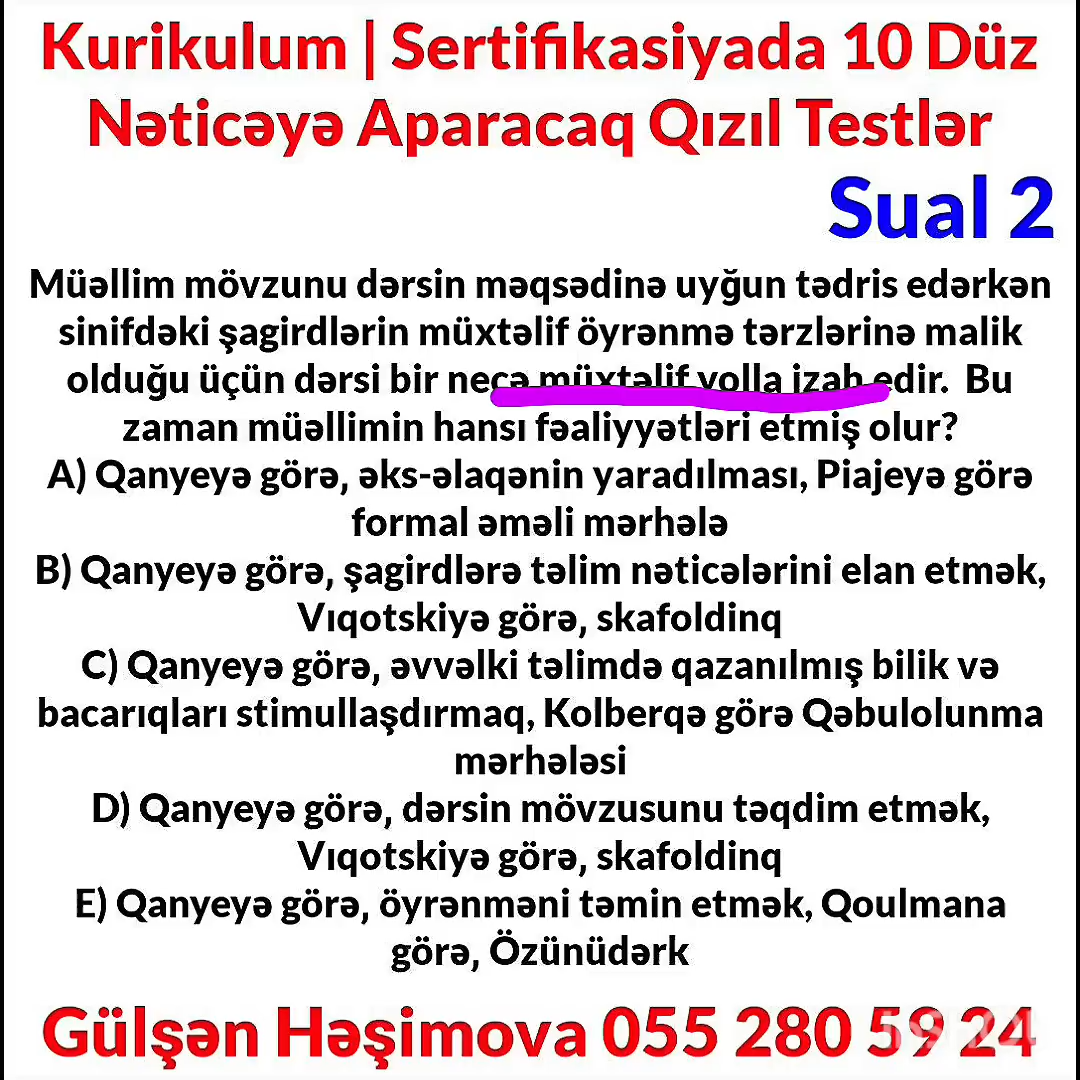 Kurikulum | Sertifikasiyada 10 Düz
Nəticəyə Aparacaq Qızıl Testlər
Sual 2
Müəllim mövzunu dərsin məqsədinə uyğun tədris edərkən
sinifdəki şagirdlərin müxtəlif öyrənmə tərzlərinə malik
olduğu üçün dərsi bir neçə müxtəlif yolla izah edir. Bu
zaman müəllimin hansı fəaliyyətləri etmiş olur?
A) Qanyeyə görə, əks-əlaqənin yaradılması, Piajeyə görə
formal əməli mərhələ
B) Qanyeyə görə, şagirdlərə təlim nəticələrini elan etmək,
Vıqotskiyə görə, skafoldinq
C) Qanyeyə görə, əvvəlki təlimdə qazanılmış bilik və
bacarıqları stimullaşdırmaq, Kolberqə görə Qəbulolunma
mərhələsi
D) Qanyeyə görə, dərsin mövzusunu təqdim etmək,
Vıqotskiyə görə, skafoldinq
E) Qanyeyə görə, öyrənməni təmin etmək, Qoulmana
görə, Özünüdərk
Gülşən Həşimova 055 280 59 24